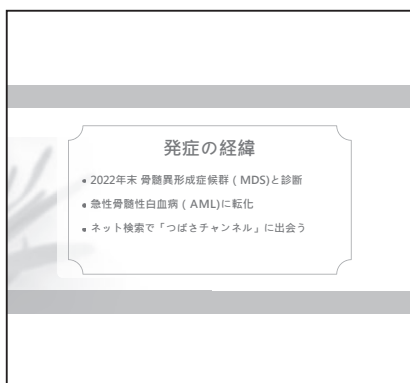 発症の経緯
• 2022年末 骨髄異形成症候群 ( MDS)と診断
• 急性骨髄性白血病 ( AML)に転化
• ネット検索で「つばさチャンネル」に出会う